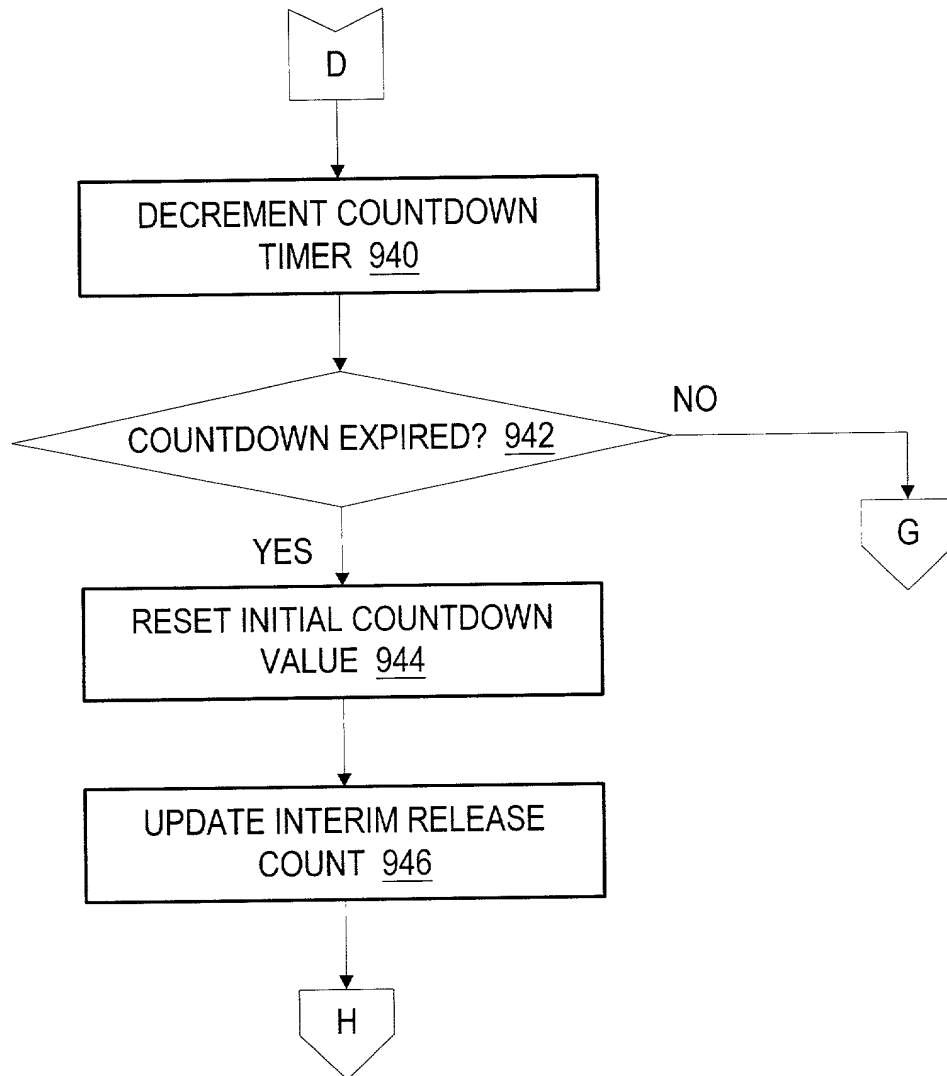 D
DECREMENT COUNTDOWN
TIMER 940
COUNTDOWN EXPIRED? 942
NO
G
YES
RESET INITIAL COUNTDOWN
VALUE 944
UPDATE INTERIM RELEASE
COUNT 946
H